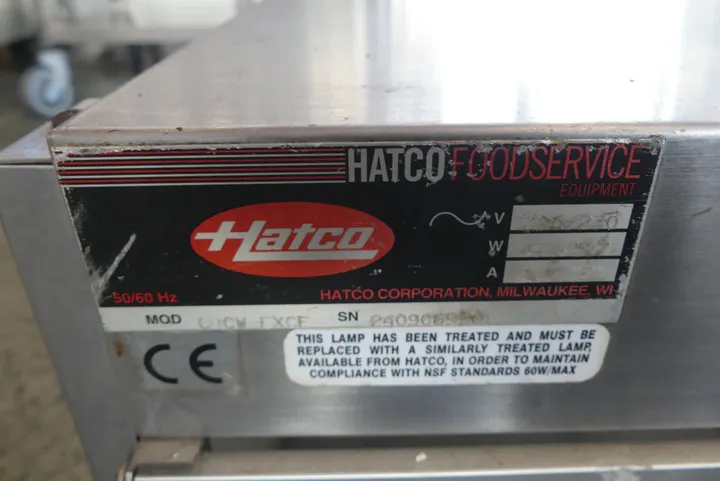 HATCO FOODSERVICE
EQUIPMENT
Hatco
V
W
A
50/60 Hz
HATCO CORPORATION, MILWAUKEE, WI
MOD
SN
CE
THIS LAMP HAS BEEN TREATED AND MUST BE
REPLACED WITH A SIMILARLY TREATED LAMP,
AVAILABLE FROM HATCO, IN ORDER TO MAINTAIN
COMPLIANCE WITH NSF STANDARDS 60W/MAX